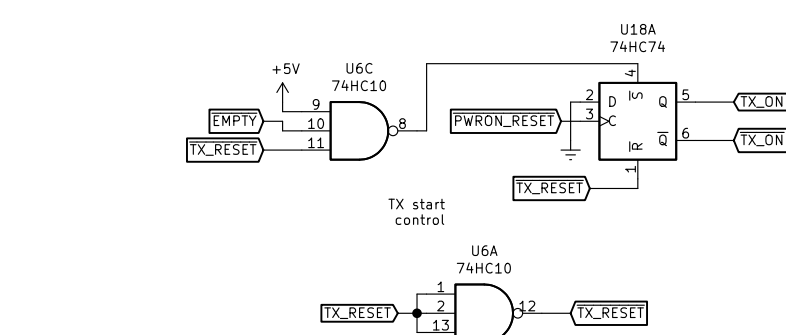 U18A
74HC74
+5V
U6C
74HC10
4
S
9
2
D
Q
5
TX_ON
EMPTY
10
8
PWRON_RESET
3
C
TX_RESET
11
Q
6
TX_ON
R
1
TX_RESET
TX start
control
U6A
74HC10
1
TX_RESET
2
12
TX_RESET
13